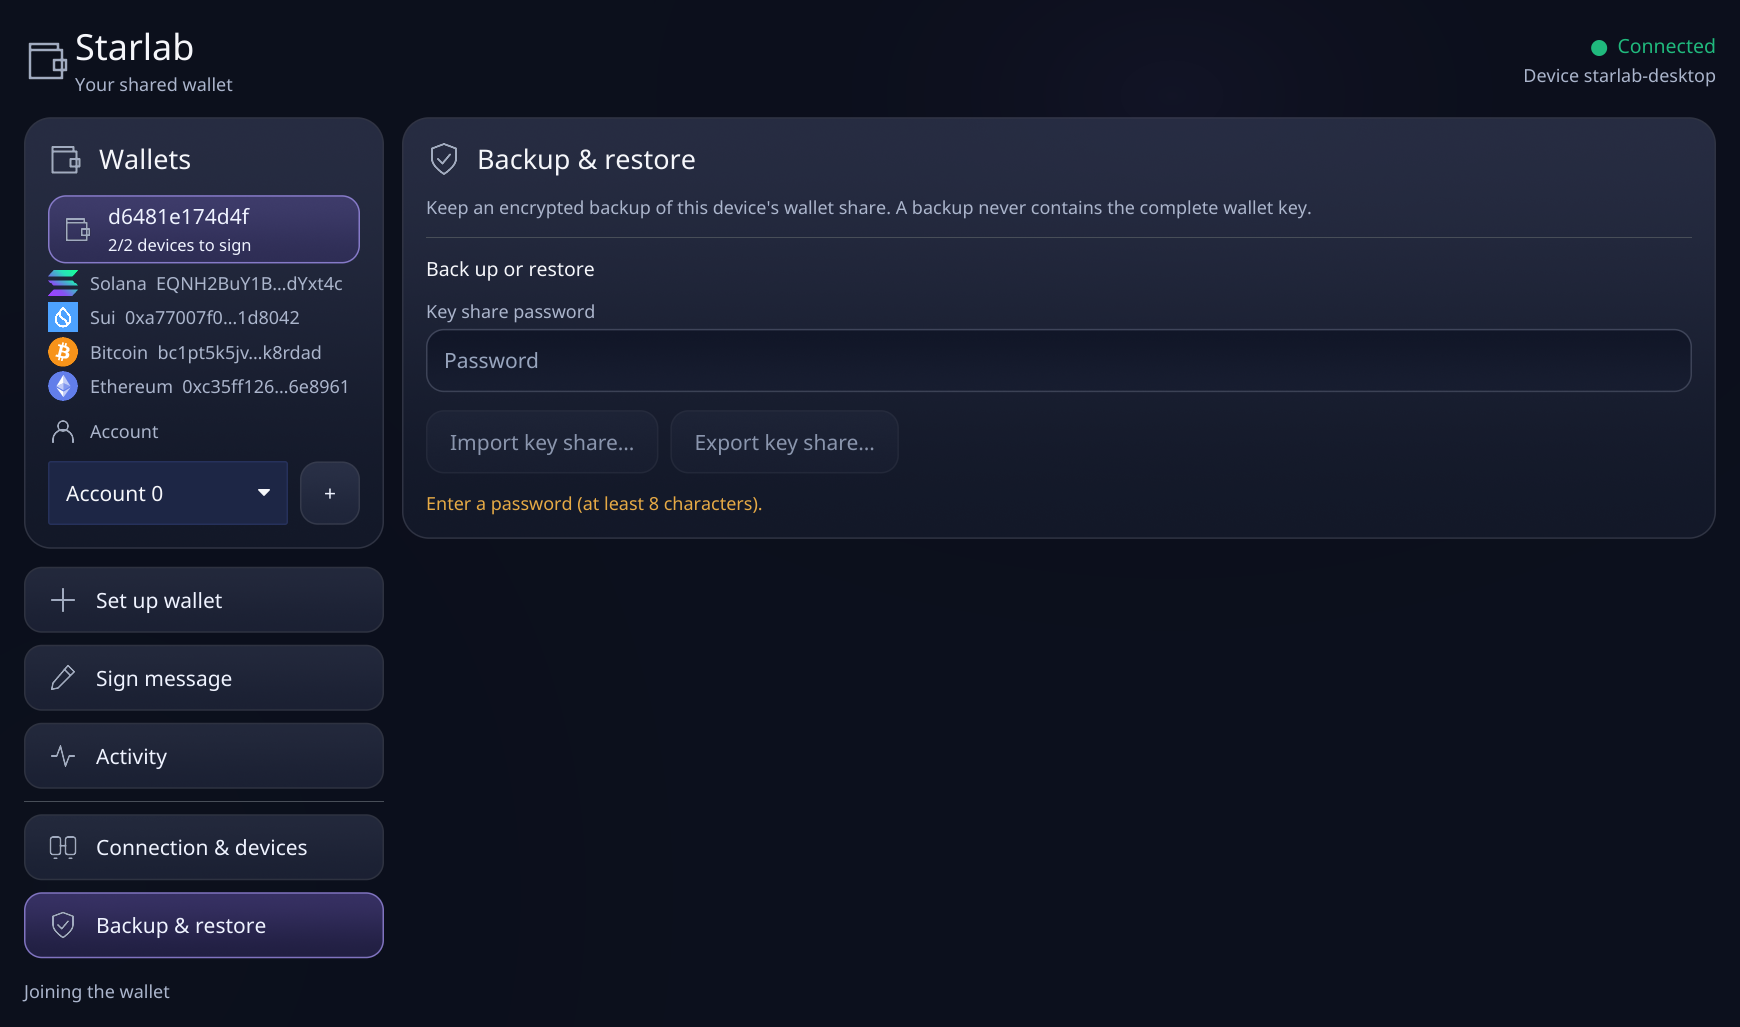 Starlab
Your shared wallet
Connected
Device starlab-desktop
Wallets
d6481e174d4f
2/2 devices to sign
Solana EQNH2BuY1B...dYxt4c
Sui 0xa77007f0...1d8042
Bitcoin bc1pt5k5jv...k8rdad
Ethereum 0xc35ff126...6e8961
Account
Account 0
+
Set up wallet
Sign message
Activity
Connection & devices
Backup & restore
Joining the wallet
Backup & restore
Keep an encrypted backup of this device's wallet share. A backup never contains the complete wallet key.
Back up or restore
Key share password
Password
Import key share...
Export key share...
Enter a password (at least 8 characters).